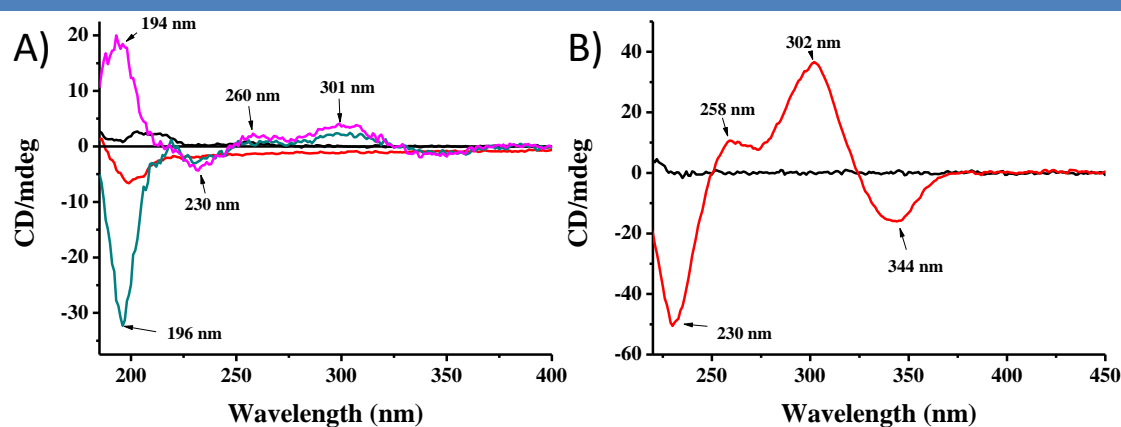 A)
194 nm
260 nm
301 nm
230 nm
196 nm
CD/mdeg
20
10
0
-10
-20
-30
200
250
300
350
400
Wavelength (nm)
B)
302 nm
258 nm
344 nm
230 nm
CD/mdeg
40
20
0
-20
-40
-60
250
300
350
400
450
Wavelength (nm)